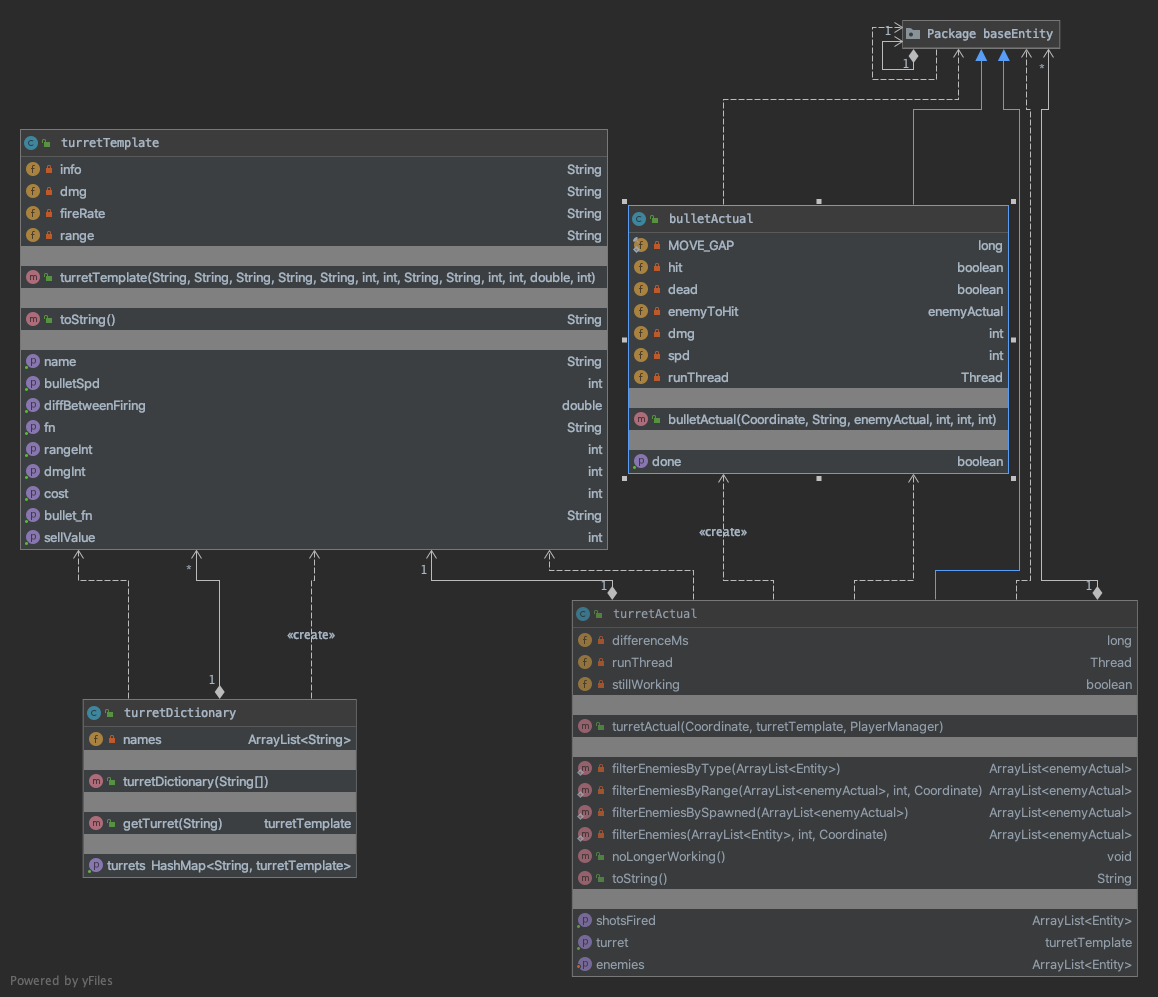 1
Package baseEntity
1
*
turretTemplate
info String
dmg String
fireRate String
range String
turretTemplate(String, String, String, String, String, int, int, String, String, int, int, double, int)
toString() String
name String
bulletSpd int
diffBetweenFiring double
fn String
rangeInt int
dmgInt int
cost int
bullet_fn String
sellValue int
bulletActual
MOVE_GAP long
hit boolean
dead boolean
enemyToHit enemyActual
dmg int
spd int
runThread Thread
bulletActual(Coordinate, String, enemyActual, int, int, int)
done boolean
«create»
*
1
1
1
«create»
1
turretDictionary
names ArrayList<String>
turretDictionary(String[])
getTurret(String) turretTemplate
turrets HashMap<String, turretTemplate>
turretActual
differenceMs long
runThread Thread
stillWorking boolean
turretActual(Coordinate, turretTemplate, PlayerManager)
filterEnemiesByType(ArrayList<Entity>) ArrayList<enemyActual>
filterEnemiesByRange(ArrayList<enemyActual>, int, Coordinate) ArrayList<enemyActual>
filterEnemiesBySpawned(ArrayList<enemyActual>) ArrayList<enemyActual>
filterEnemies(ArrayList<Entity>, int, Coordinate) ArrayList<enemyActual>
noLongerWorking() void
toString() String
shotsFired ArrayList<Entity>
turret turretTemplate
enemies ArrayList<Entity>
Powered by yFiles